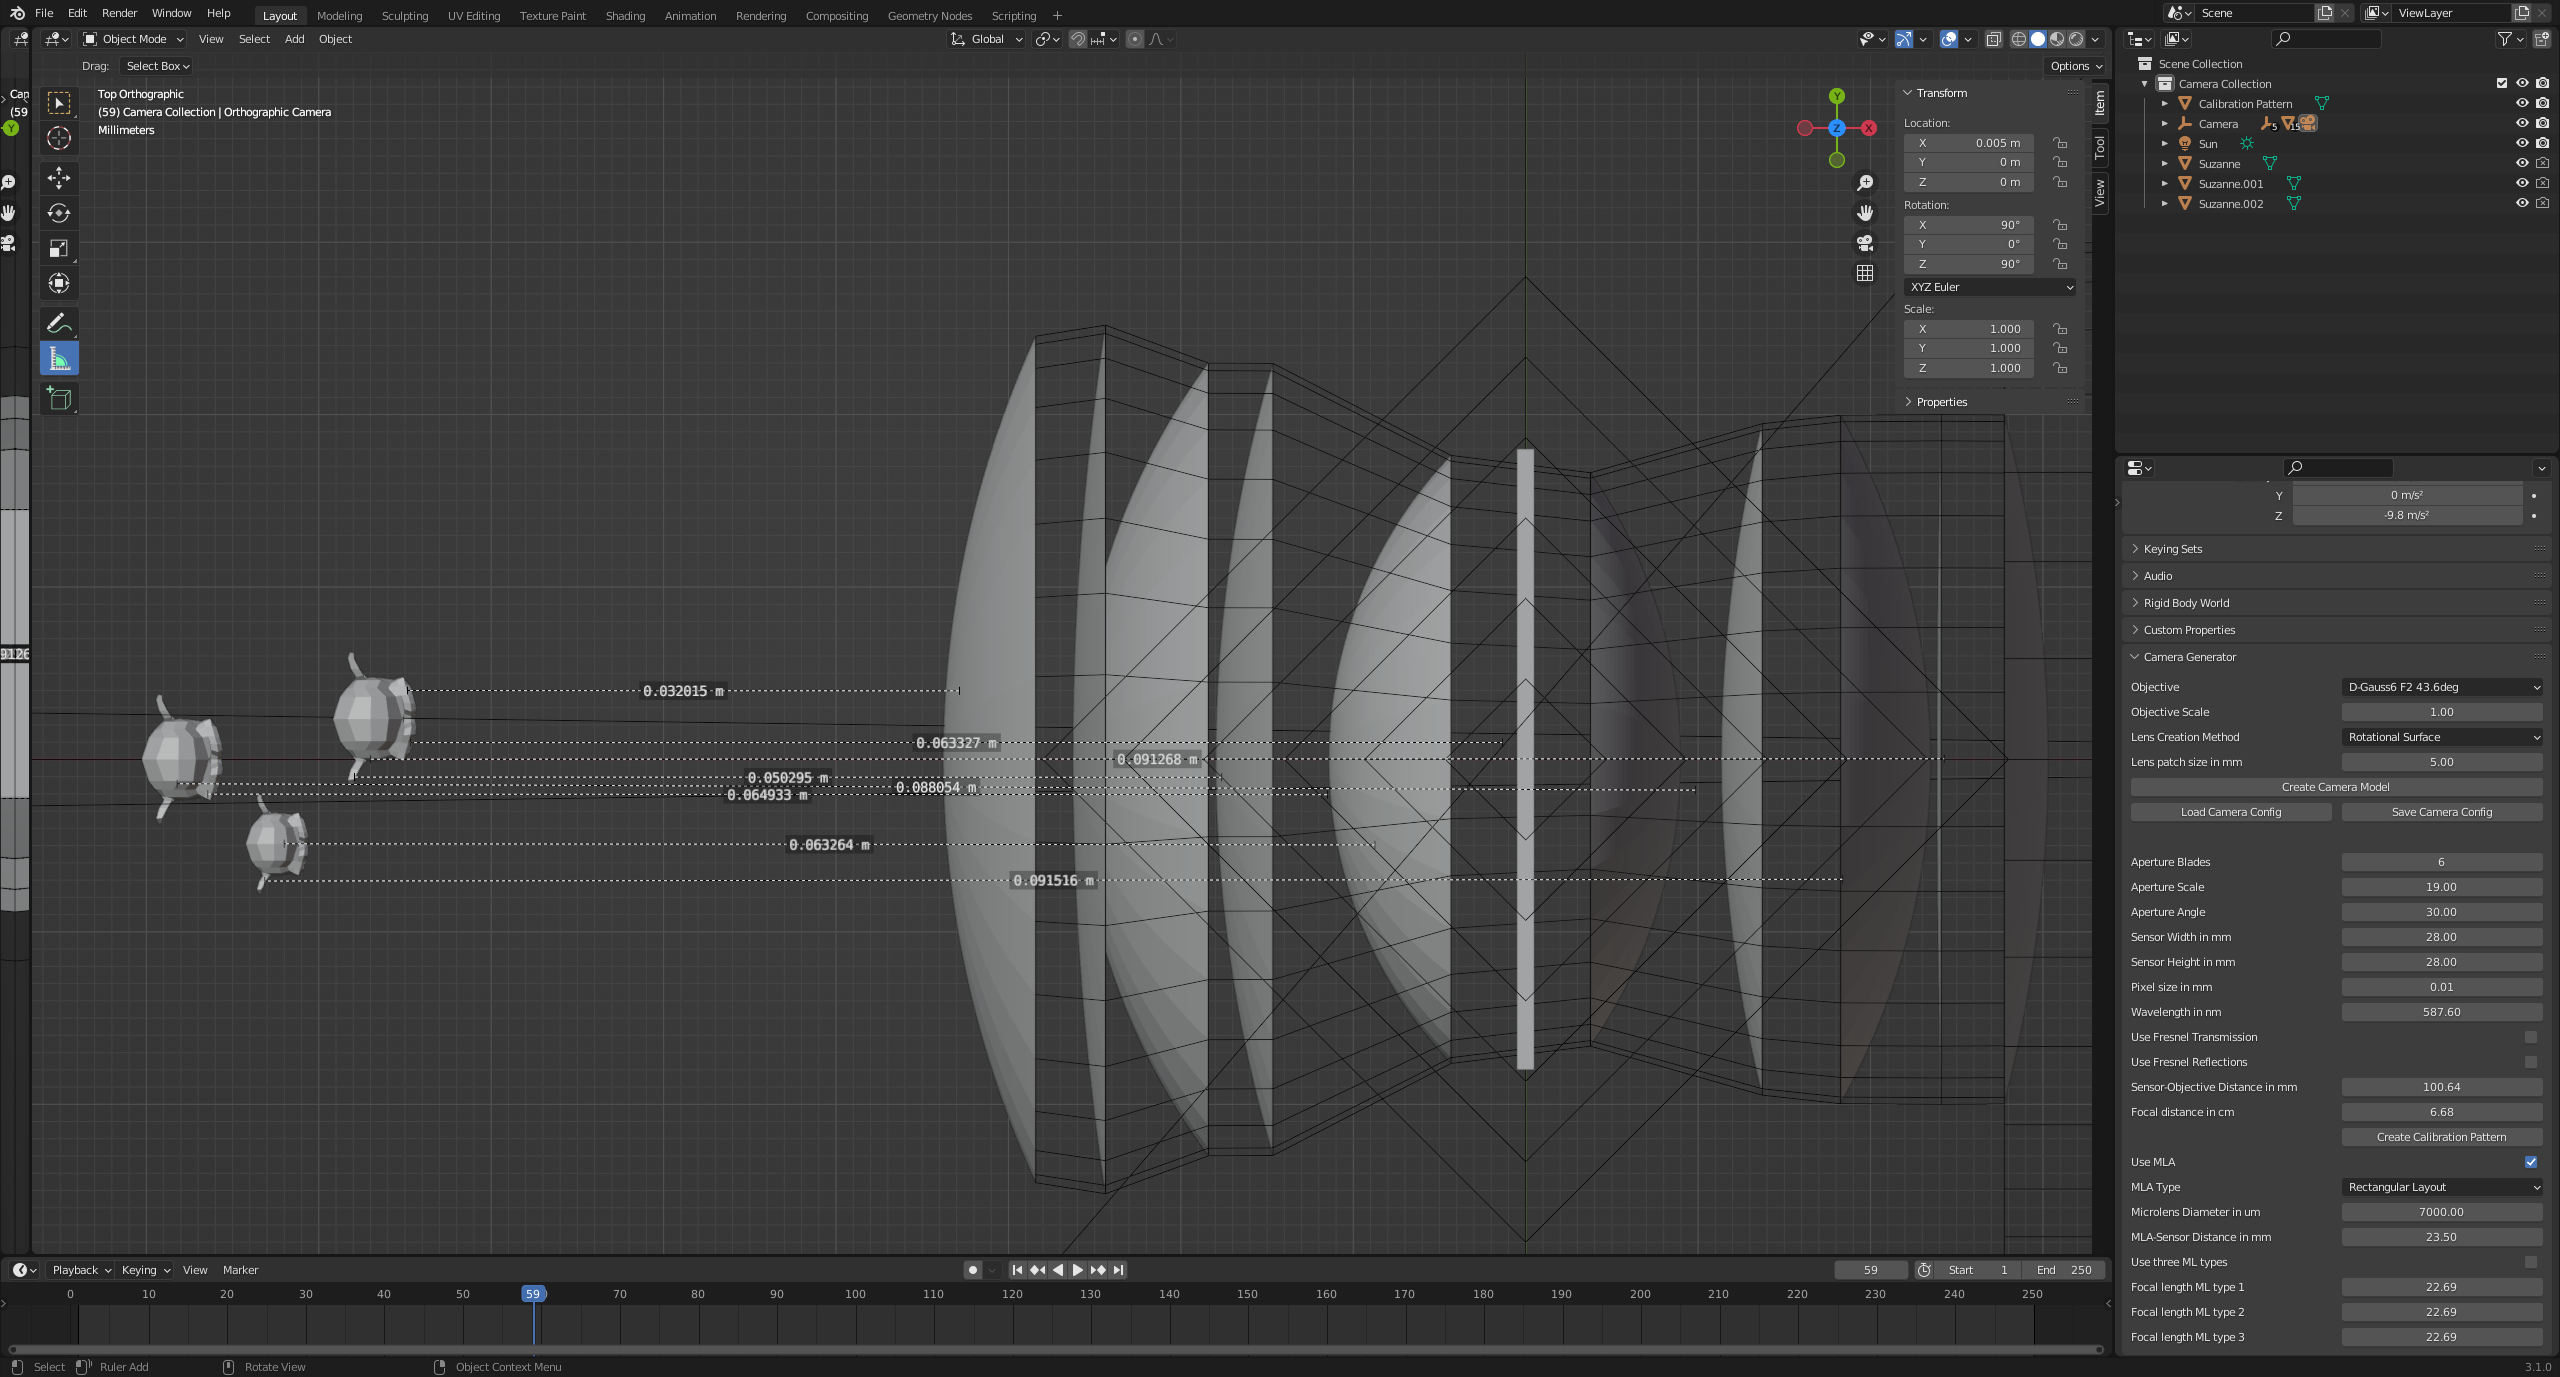 File Edit Render Window Help Layout Modeling Sculpting UV Editing Texture Paint Shading Animation Rendering Compositing Geometry Nodes Scripting + Scene ViewLayer
Object Mode View Select Add Object Global
Drag: Select Box Options
Top Orthographic
(59) Camera Collection | Orthographic Camera
Millimeters
Cam
(59
Y
Y
Z
X
Transform
Location:
X 0.005 m
Y 0 m
Z 0 m
Rotation:
X 90°
Y 0°
Z 90°
XYZ Euler
Scale:
X 1.000
Y 1.000
Z 1.000
Properties
Item
Tool
View
Scene Collection
Camera Collection
Calibration Pattern
Camera 5 15
Sun
Suzanne
Suzanne.001
Suzanne.002
0.032015 m
0.063327 m
0.091268 m
0.050295 m
0.088054 m
0.064933 m
0.063264 m
0.091516 m
9126
Y 0 m/s²
Z -9.8 m/s²
Keying Sets
Audio
Rigid Body World
Custom Properties
Camera Generator
Objective D-Gauss6 F2 43.6deg
Objective Scale 1.00
Lens Creation Method Rotational Surface
Lens patch size in mm 5.00
Create Camera Model
Load Camera Config Save Camera Config
Aperture Blades 6
Aperture Scale 19.00
Aperture Angle 30.00
Sensor Width in mm 28.00
Sensor Height in mm 28.00
Pixel size in mm 0.01
Wavelength in nm 587.60
Use Fresnel Transmission
Use Fresnel Reflections
Sensor-Objective Distance in mm 100.64
Focal distance in cm 6.68
Create Calibration Pattern
Use MLA
MLA Type Rectangular Layout
Microlens Diameter in um 7000.00
MLA-Sensor Distance in mm 23.50
Use three ML types
Focal length ML type 1 22.69
Focal length ML type 2 22.69
Focal length ML type 3 22.69
Playback Keying View Marker 59 Start 1 End 250
0 10 20 30 40 50 59 70 80 90 100 110 120 130 140 150 160 170 180 190 200 210 220 230 240 250
Select Ruler Add Rotate View Object Context Menu 3.1.0